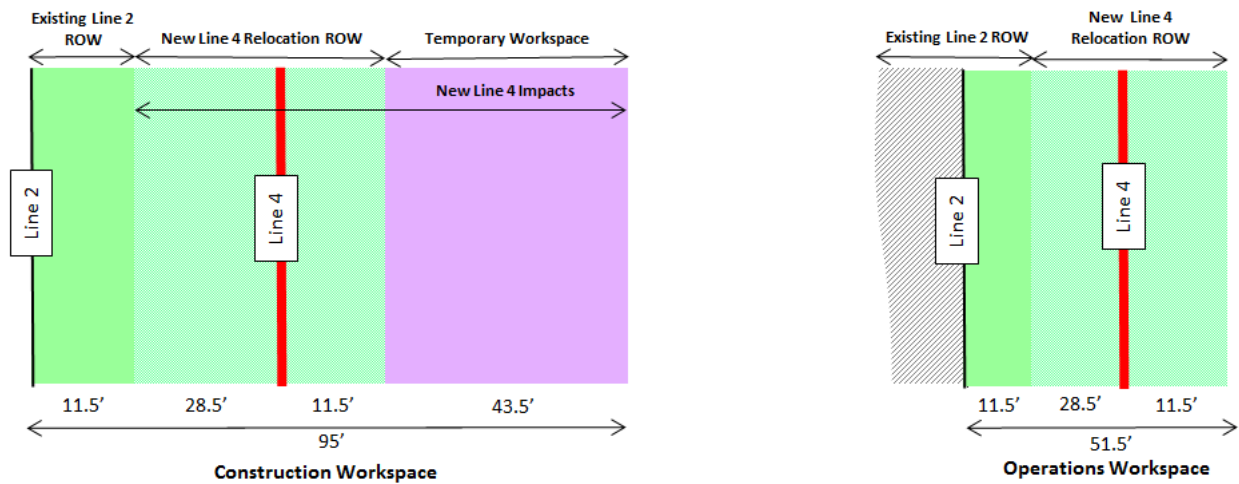 Existing Line 2
ROW
New Line 4 Relocation ROW
Temporary Workspace
New Line 4 Impacts
Line 2
Line 4
11.5’
28.5’
11.5’
43.5’
95’
Construction Workspace
Existing Line 2 ROW
New Line 4
Relocation ROW
Line 2
Line 4
11.5’
28.5’
11.5’
51.5’
Operations Workspace